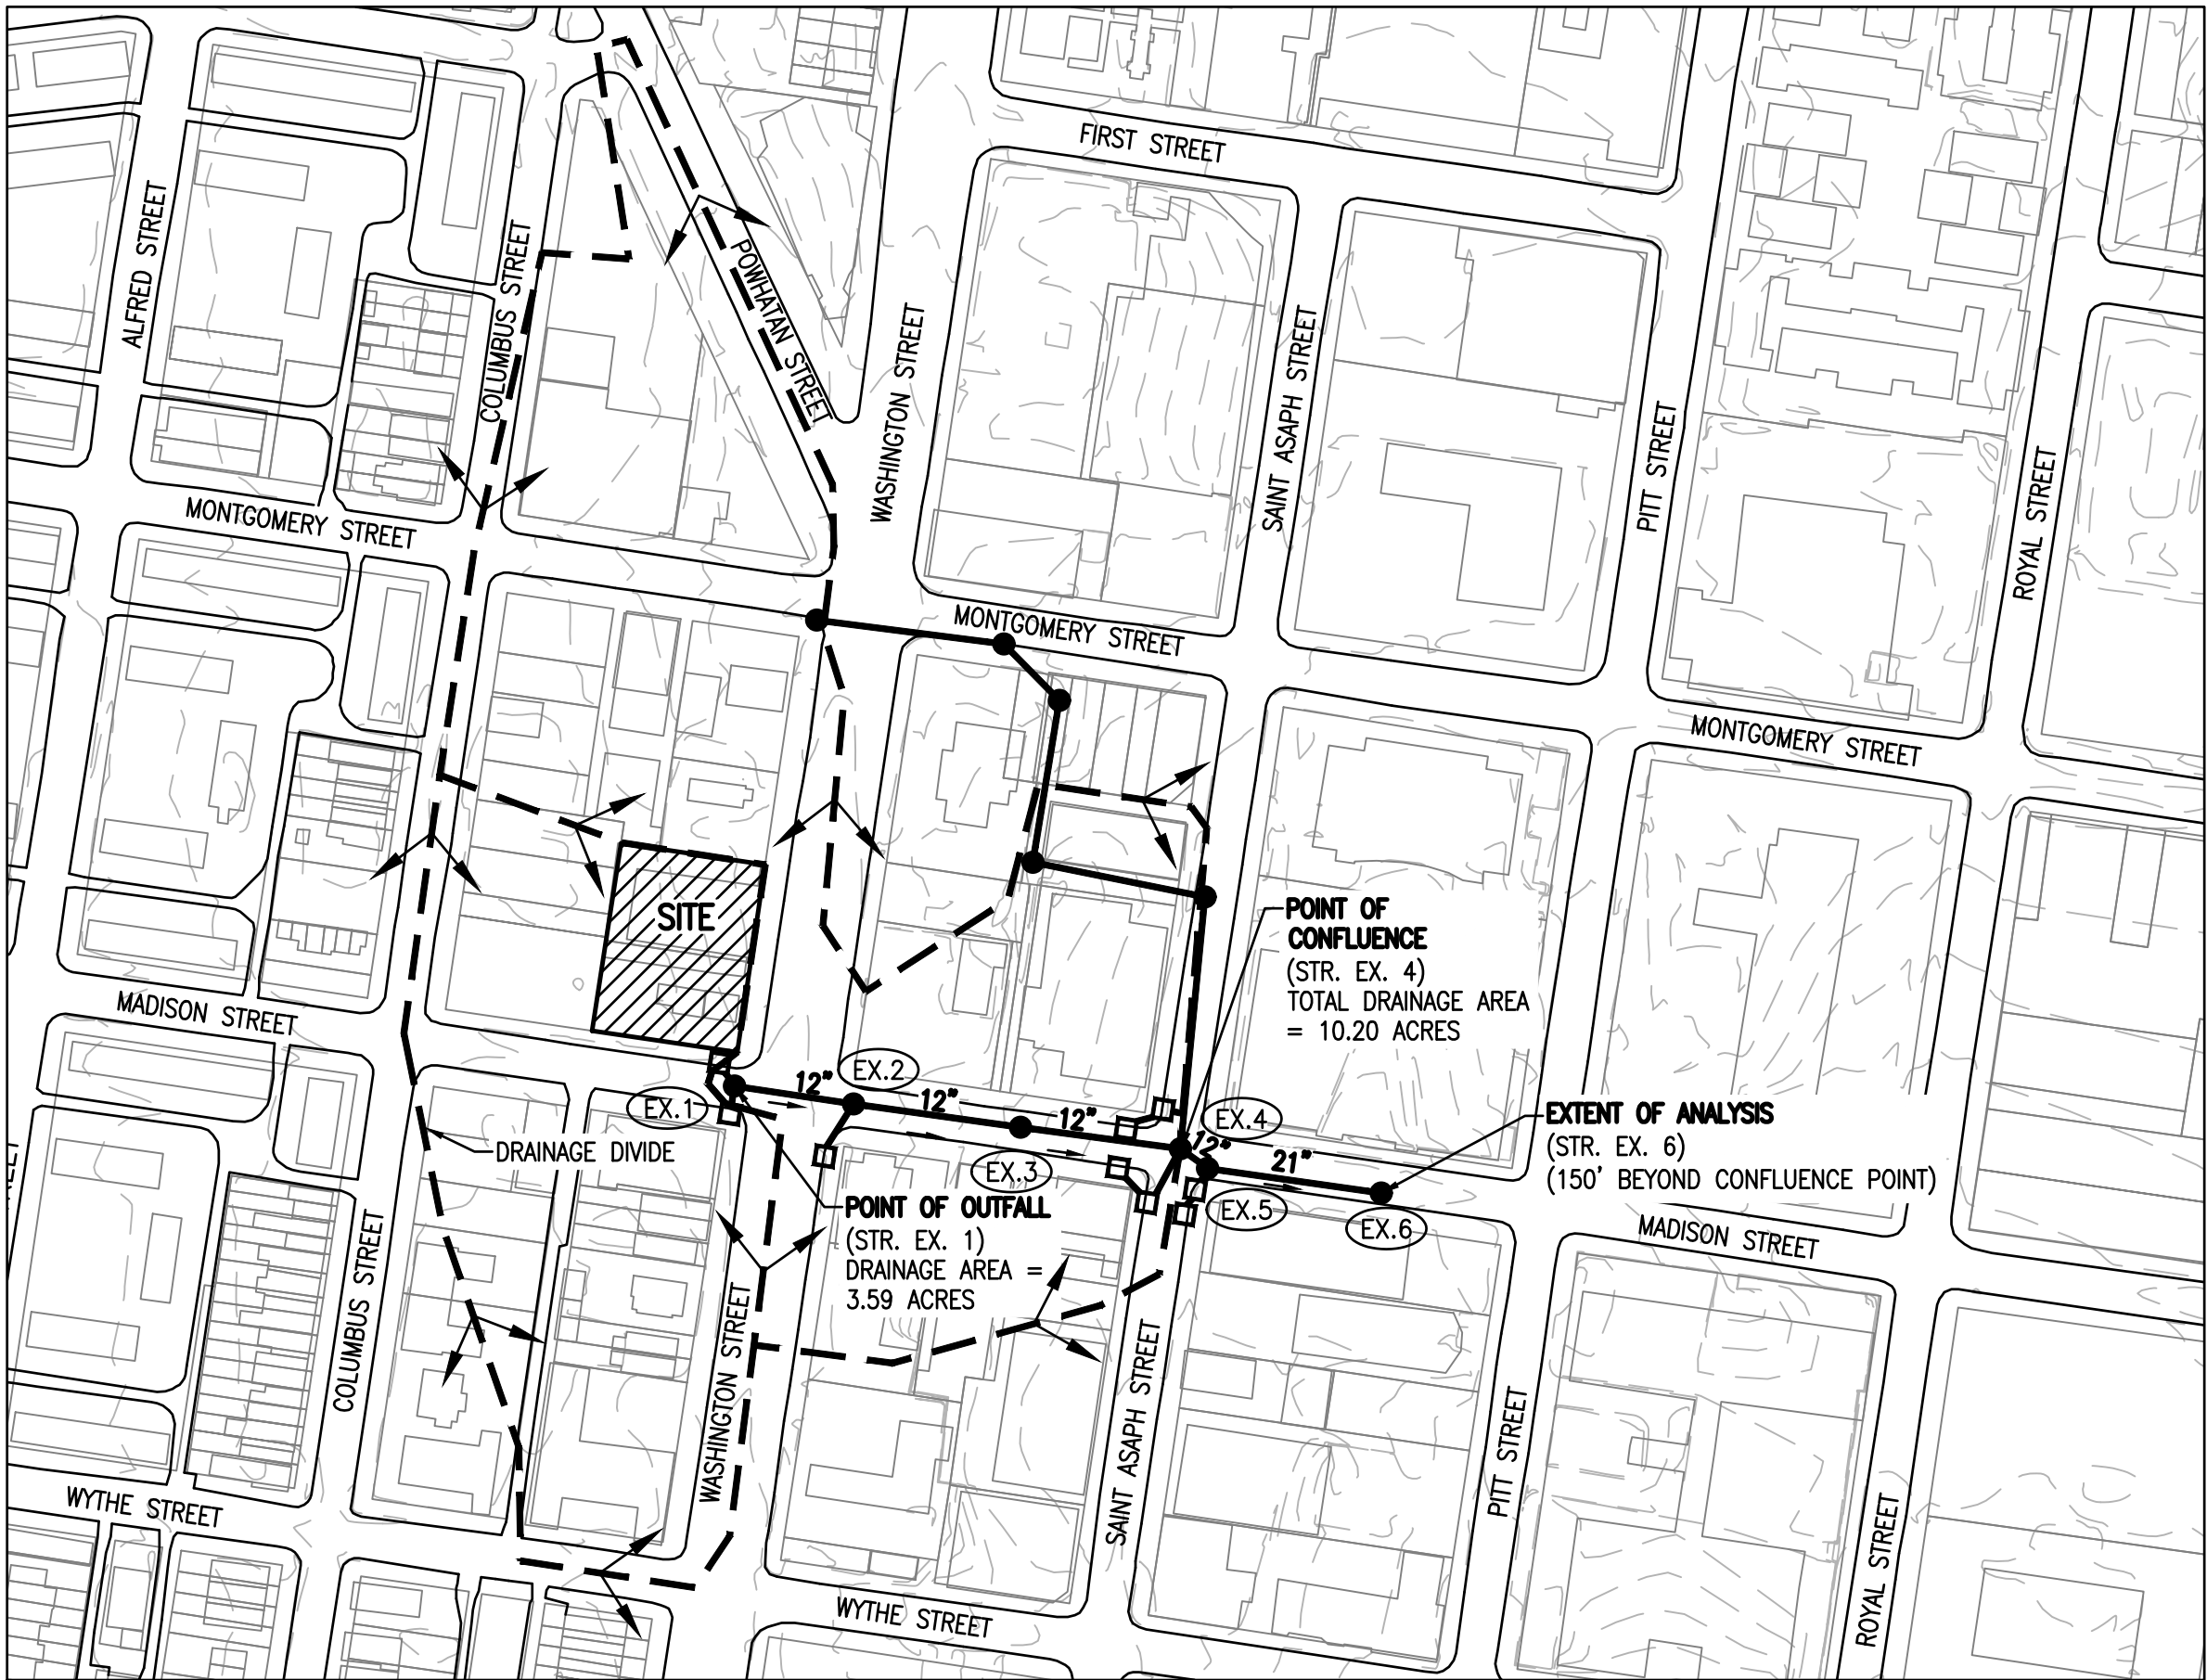 FIRST STREET
ALFRED STREET
COLUMBUS STREET
POWHATAN STREET
WASHINGTON STREET
SAINT ASAPH STREET
PITT STREET
ROYAL STREET
MONTGOMERY STREET
MONTGOMERY STREET
MONTGOMERY STREET
SITE
POINT OF
CONFLUENCE
(STR. EX. 4)
TOTAL DRAINAGE AREA
= 10.20 ACRES
MADISON STREET
EX.1
12"
EX.2
12"
EX.3
12"
EX.4
12"
EX.5
21"
EX.6
EXTENT OF ANALYSIS
(STR. EX. 6)
(150' BEYOND CONFLUENCE POINT)
DRAINAGE DIVIDE
POINT OF OUTFALL
(STR. EX. 1)
DRAINAGE AREA =
3.59 ACRES
MADISON STREET
COLUMBUS STREET
WASHINGTON STREET
SAINT ASAPH STREET
PITT STREET
ROYAL STREET
WYTHE STREET
WYTHE STREET